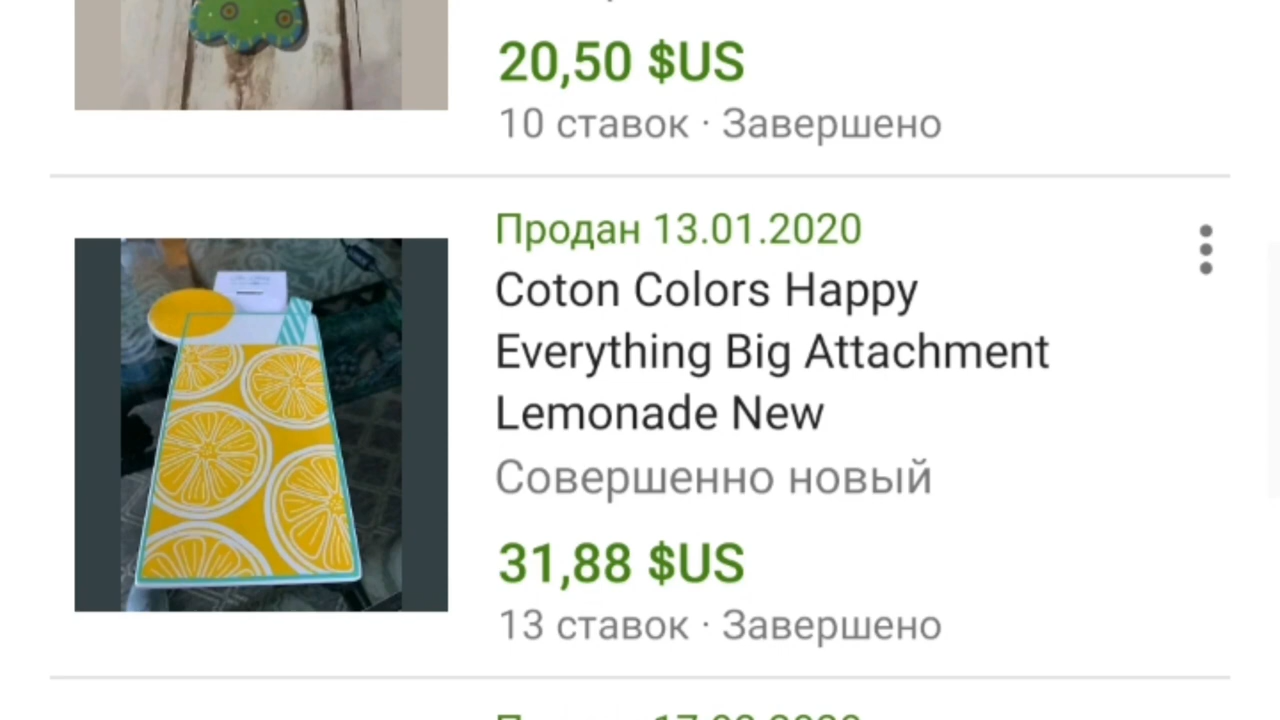 20,50 $US
10 ставок · Завершено
Продан 13.01.2020
Coton Colors Happy
Everything Big Attachment
Lemonade New
Совершенно новый
31,88 $US
13 ставок · Завершено